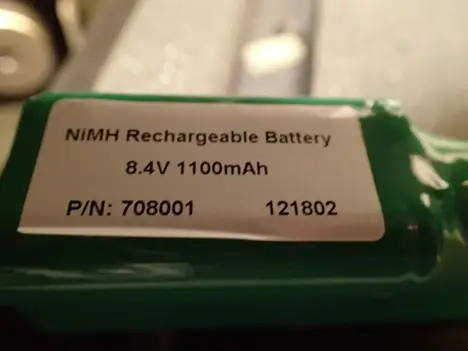 NiMH Rechargeable Battery
8.4V 1100mAh
P/N: 708001 121802